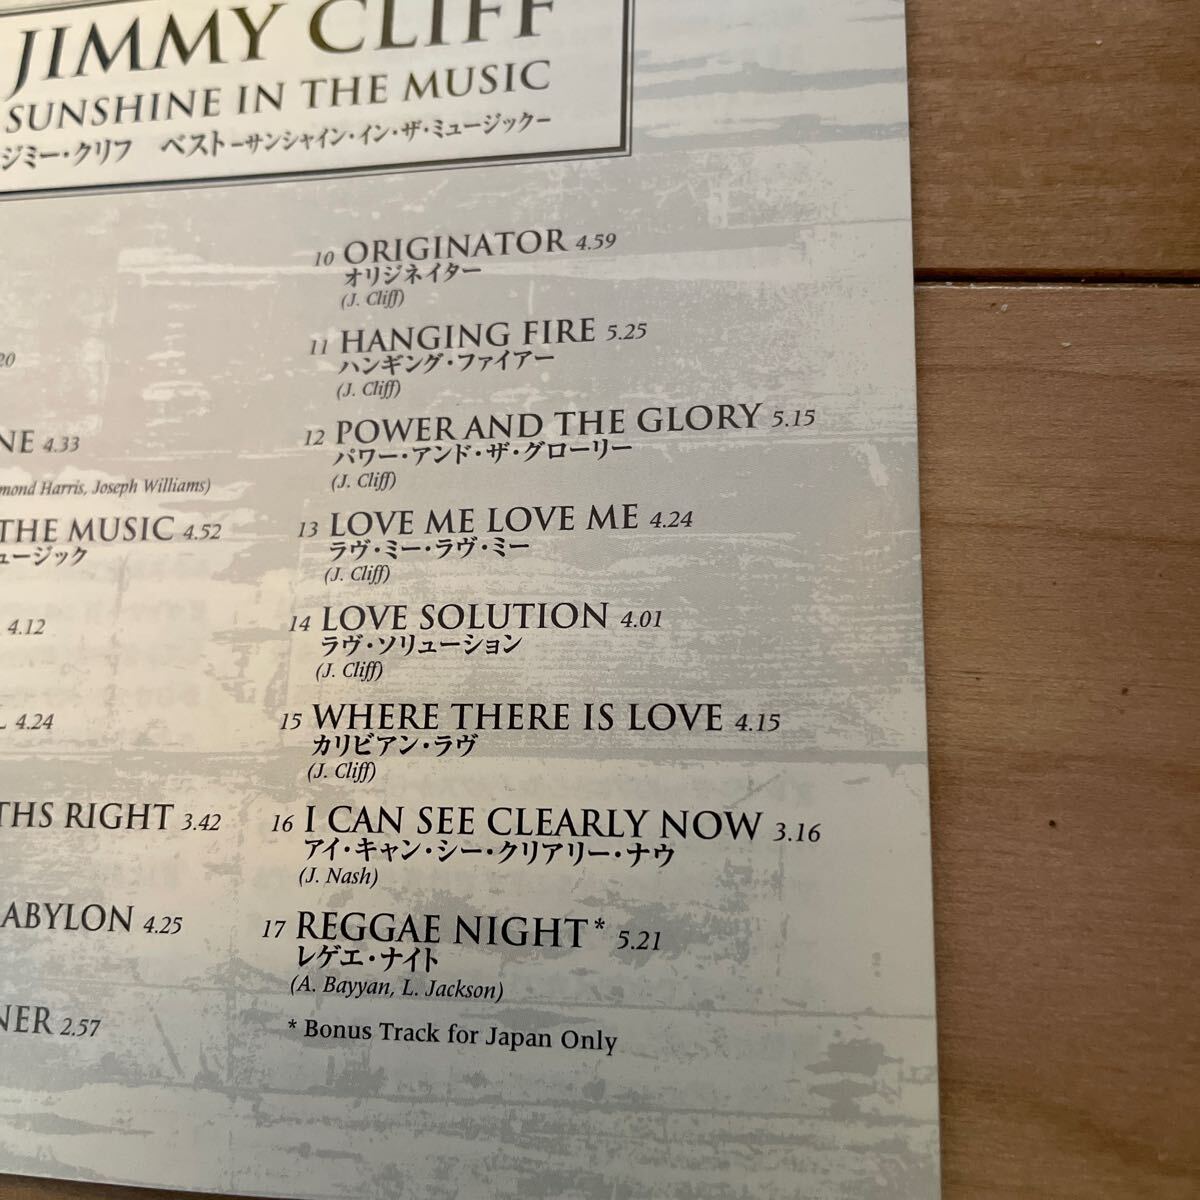 JIMMY CLIFF
SUNSHINE IN THE MUSIC
ジミー・クリフ ベスト−サンシャイン・イン・ザ・ミュージック−
4.33
Harris, Joseph Williams)
THE MUSIC 4.52
ュージック
4.12
4.24
RIGHT 3.42
4.25
2.57
10 ORIGINATOR 4.59
オリジネイター
(J. Cliff)
11 HANGING FIRE 5.25
ハンギング・ファイアー
(J. Cliff)
12 POWER AND THE GLORY 5.15
パワー・アンド・ザ・グローリー
(J. Cliff)
13 LOVE ME LOVE ME 4.24
ラヴ・ミー・ラヴ・ミー
(J. Cliff)
14 LOVE SOLUTION 4.01
ラヴ・ソリューション
(J. Cliff)
15 WHERE THERE IS LOVE 4.15
カリビアン・ラヴ
(J. Cliff)
16 I CAN SEE CLEARLY NOW 3.16
アイ・キャン・シー・クリアリー・ナウ
(J. Nash)
17 REGGAE NIGHT* 5.21
レゲエ・ナイト
(A. Bayyan, L. Jackson)
* Bonus Track for Japan Only